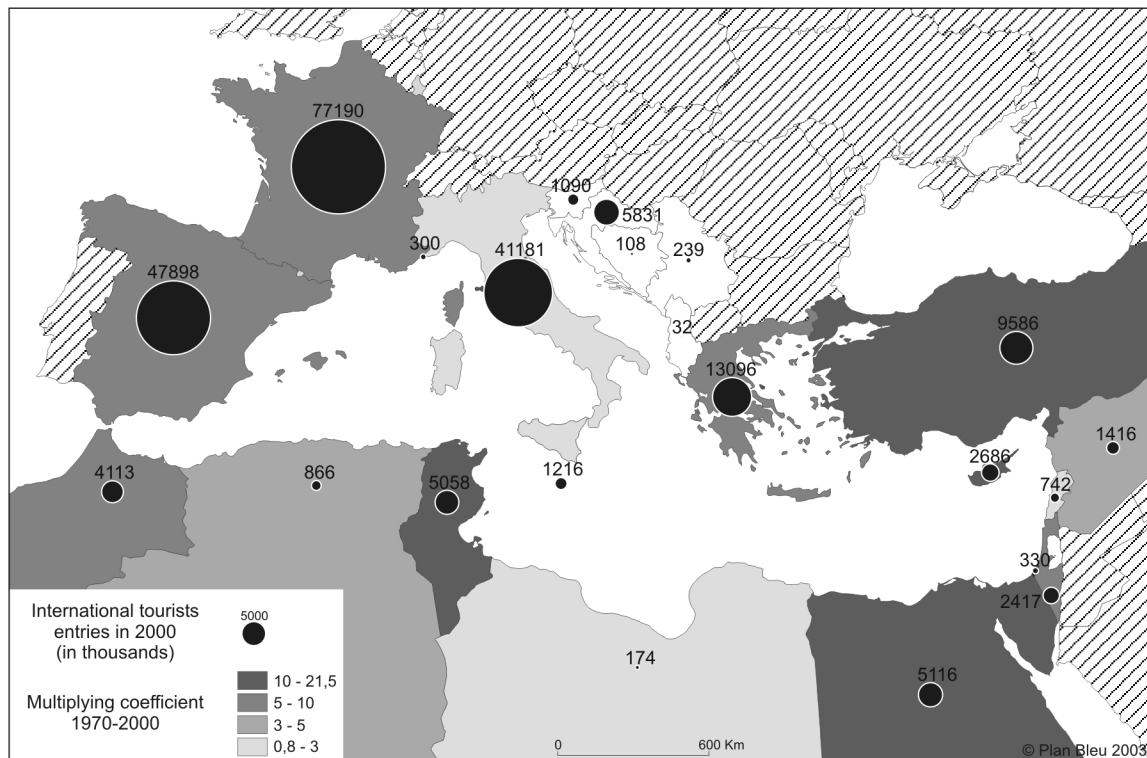 77190
1090
5831
300
41181
108
239
47898
32
9586
13096
4113
866
5058
1216
2686
1416
742
330
2417
174
5116
International tourists
entries in 2000
(in thousands)
5000
Multiplying coefficient
1970-2000
10 - 21,5
5 - 10
3 - 5
0,8 - 3
0 600 Km
© Plan Bleu 2003